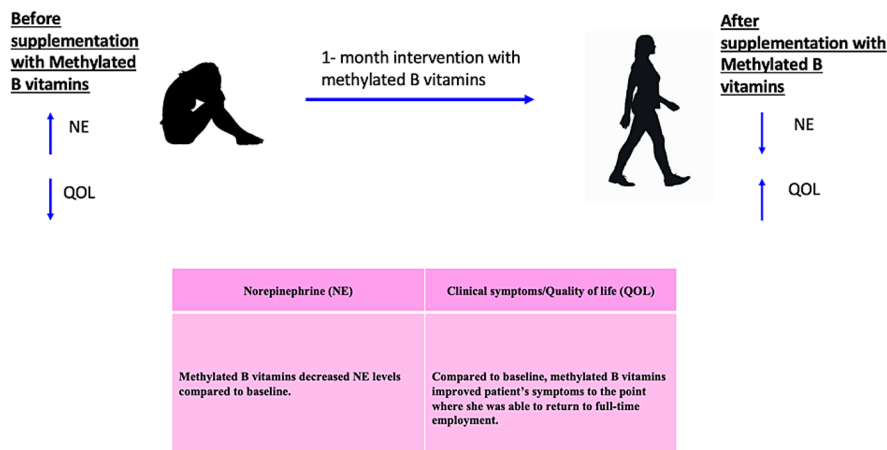 Before
supplementation
with Methylated
B vitamins
NE
QOL
1- month intervention with
methylated B vitamins
After
supplementation with
Methylated B
vitamins
NE
QOL
Norepinephrine (NE)
Clinical symptoms/Quality of life (QOL)
Methylated B vitamins decreased NE levels
compared to baseline.
Compared to baseline, methylated B vitamins
improved patient's symptoms to the point
where she was able to return to full-time
employment.